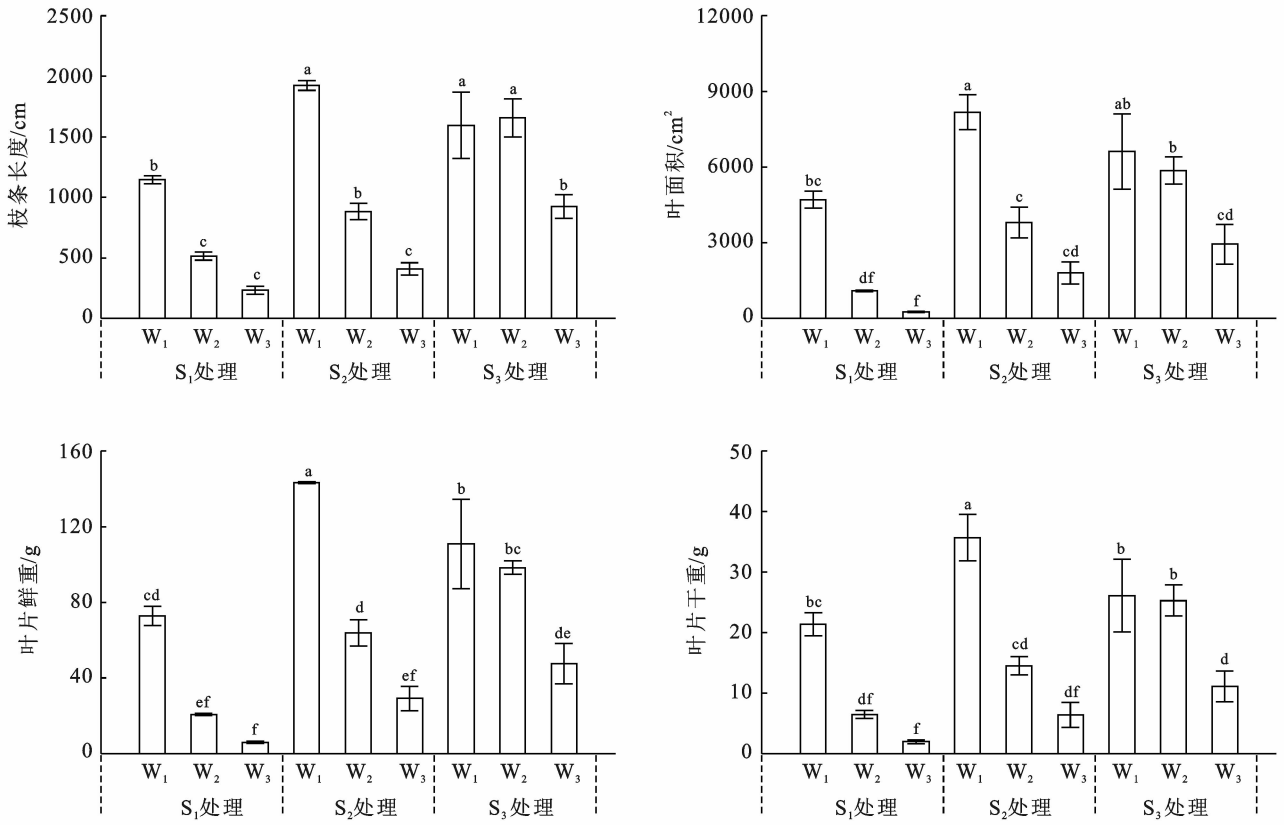 枝条长度/cm
2500
2000
1500
1000
500
0
b
c
c
a
b
c
a
a
b
W₁ W₂ W₃ W₁ W₂ W₃ W₁ W₂ W₃
S₁处理 S₂处理 S₃处理
叶面积/cm²
12000
9000
6000
3000
0
bc
df
f
a
c
cd
ab
b
cd
W₁ W₂ W₃ W₁ W₂ W₃ W₁ W₂ W₃
S₁处理 S₂处理 S₃处理
叶片鲜重/g
160
120
80
40
0
cd
ef
f
a
d
ef
b
bc
de
W₁ W₂ W₃ W₁ W₂ W₃ W₁ W₂ W₃
S₁处理 S₂处理 S₃处理
叶片干重/g
50
40
30
20
10
0
bc
df
f
a
cd
df
b
b
d
W₁ W₂ W₃ W₁ W₂ W₃ W₁ W₂ W₃
S₁处理 S₂处理 S₃处理